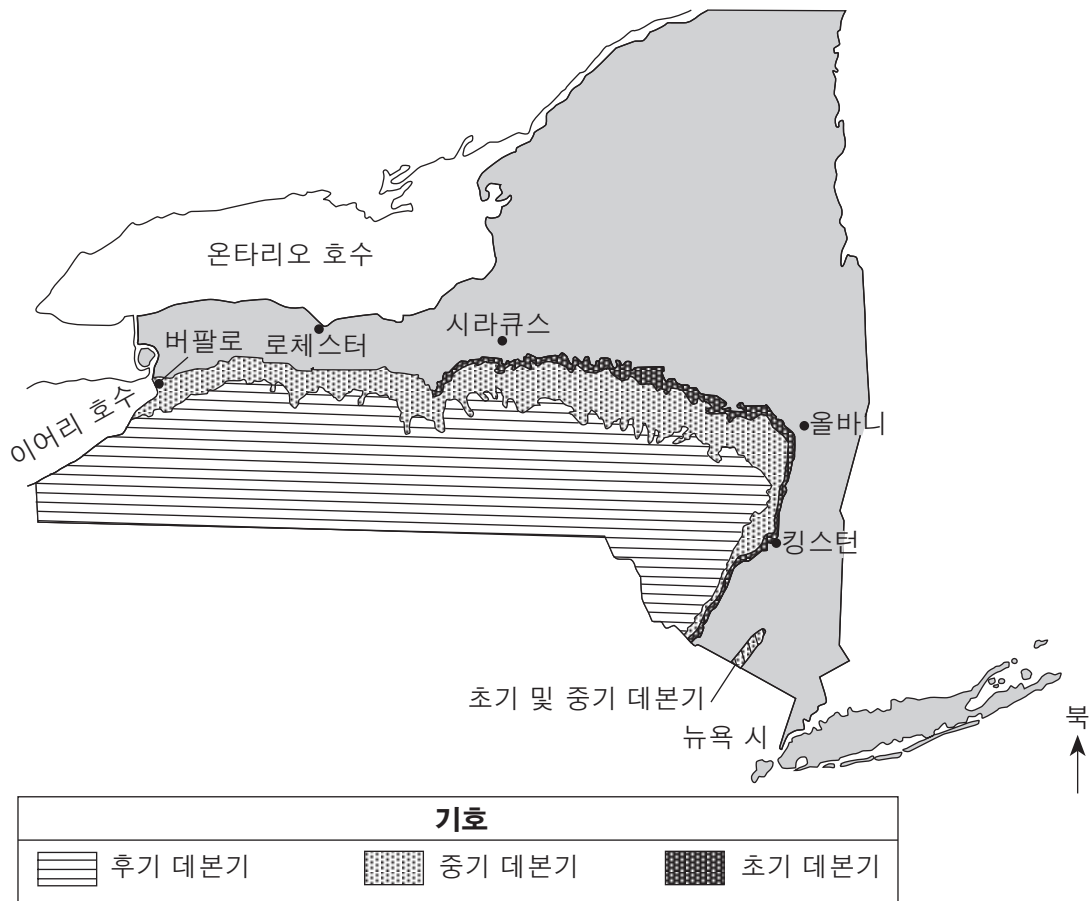 온타리오 호수
시라큐스
버팔로
로체스터
이어리 호수
올바니
킹스턴
초기 및 중기 데본기
뉴욕 시
북
기호
후기 데본기
중기 데본기
초기 데본기